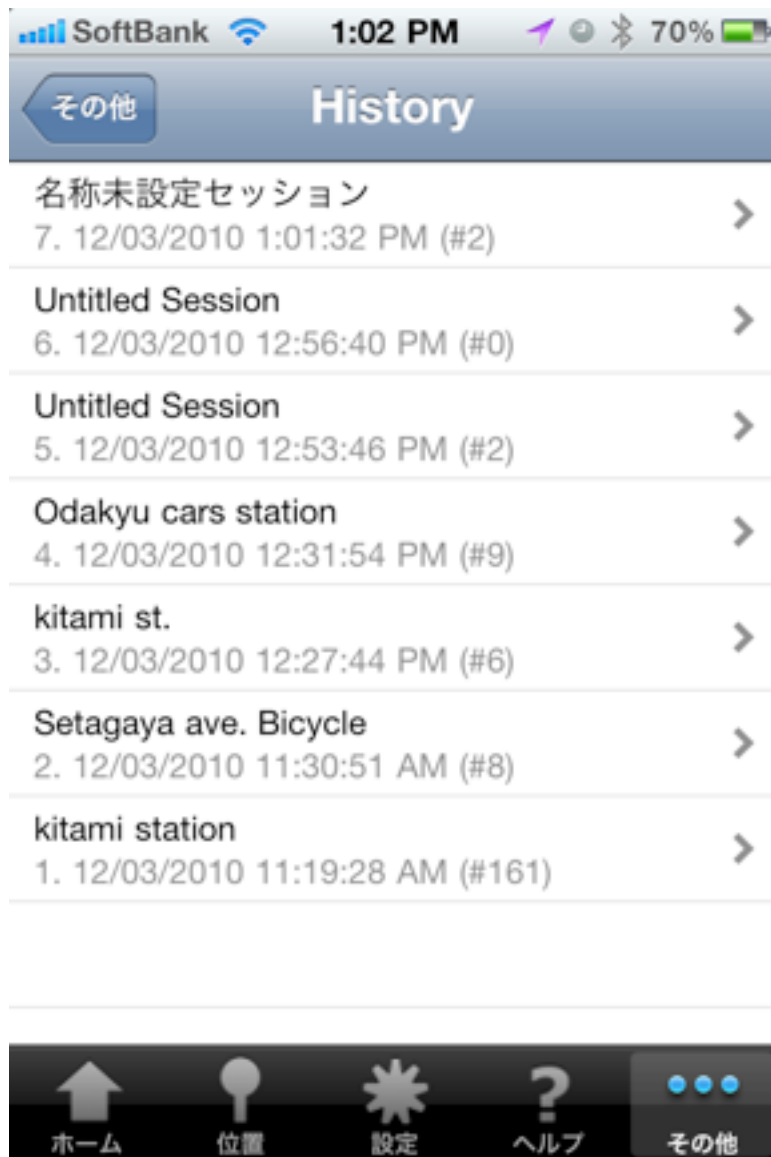 SoftBank 1:02 PM 70%
その他 History
名称未設定セッション
7. 12/03/2010 1:01:32 PM (#2)
Untitled Session
6. 12/03/2010 12:56:40 PM (#0)
Untitled Session
5. 12/03/2010 12:53:46 PM (#2)
Odakyu cars station
4. 12/03/2010 12:31:54 PM (#9)
kitami st.
3. 12/03/2010 12:27:44 PM (#6)
Setagaya ave. Bicycle
2. 12/03/2010 11:30:51 AM (#8)
kitami station
1. 12/03/2010 11:19:28 AM (#161)
ホーム 位置 設定 ヘルプ その他